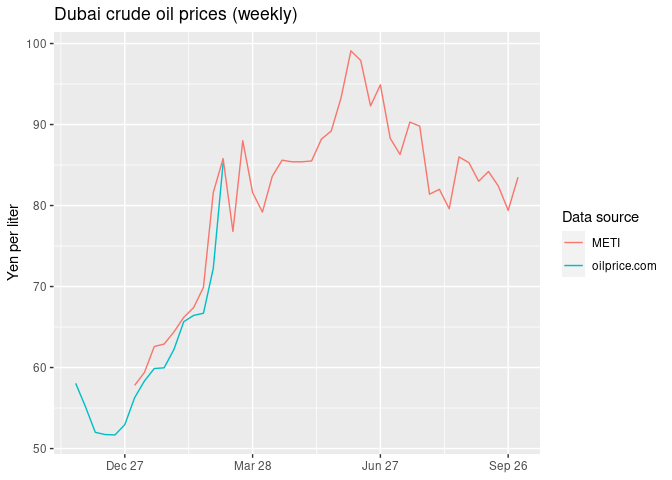 Dubai crude oil prices (weekly)
Yen per liter
100
90
80
70
60
50
Dec 27
Mar 28
Jun 27
Sep 26
Data source
METI
oilprice.com